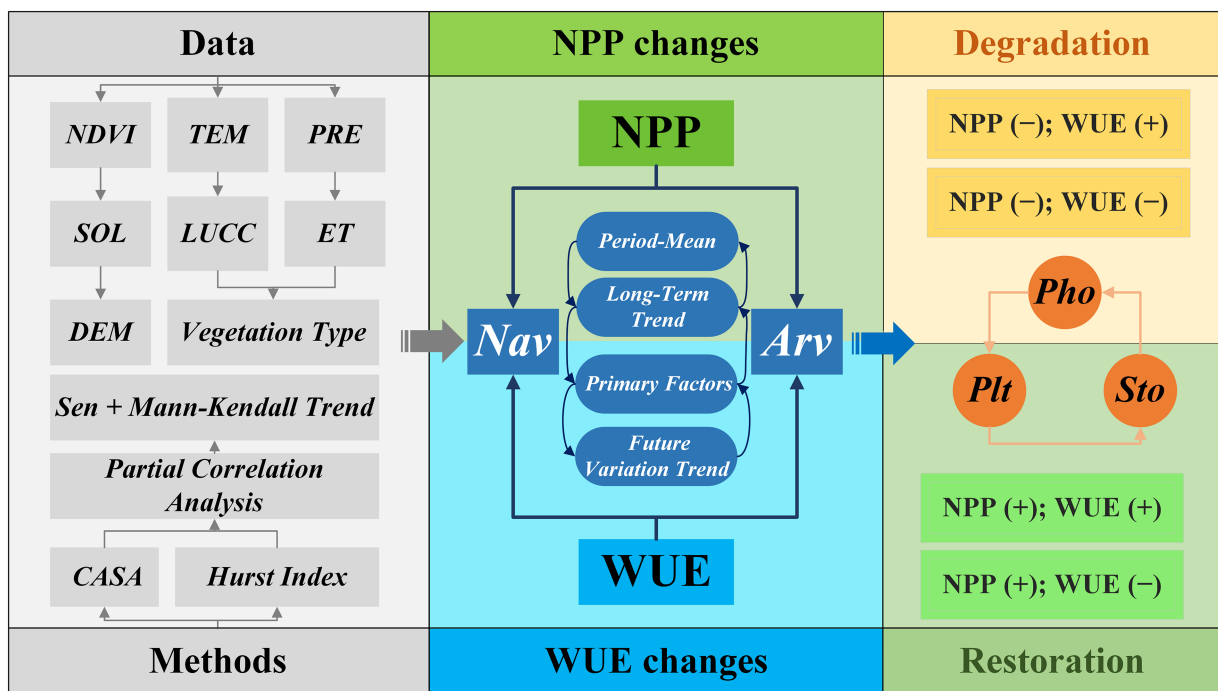 Data
NDVI
TEM
PRE
SOL
LUCC
ET
DEM
Vegetation Type
Sen + Mann-Kendall Trend
Partial Correlation
Analysis
CASA
Hurst Index
Methods
NPP changes
NPP
Period-Mean
Long-Term
Trend
Nav
Arv
Primary Factors
Future
Variation Trend
WUE
WUE changes
Degradation
NPP (−); WUE (+)
NPP (−); WUE (−)
Pho
Plt
Sto
NPP (+); WUE (+)
NPP (+); WUE (−)
Restoration